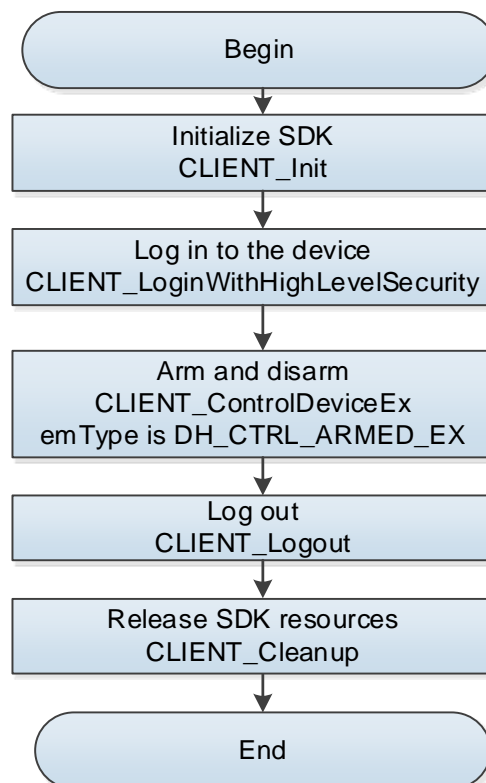 Begin
Initialize SDK
CLIENT_Init
Log in to the device
CLIENT_LoginWithHighLevelSecurity
Arm and disarm
CLIENT_ControlDeviceEx
emType is DH_CTRL_ARMED_EX
Log out
CLIENT_Logout
Release SDK resources
CLIENT_Cleanup
End